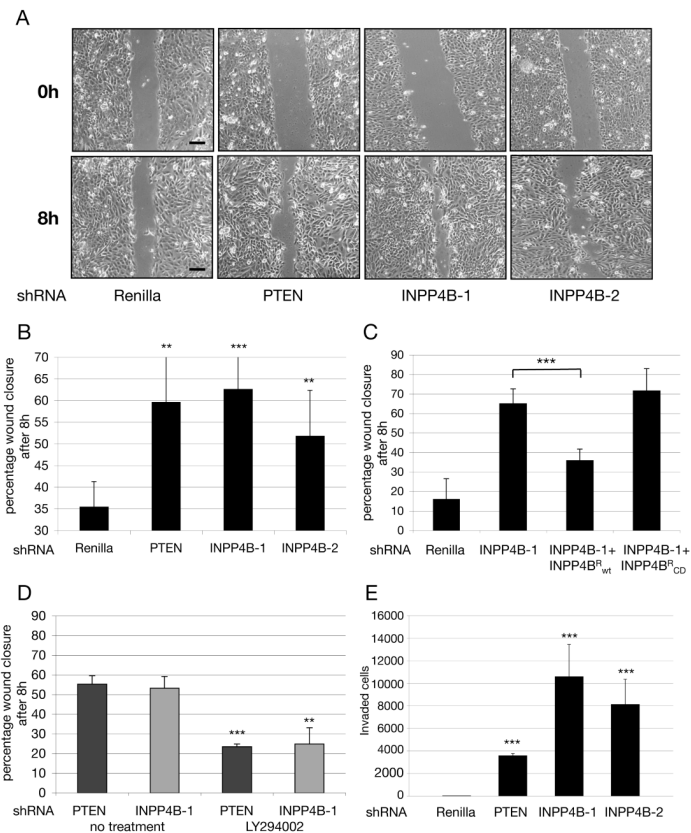 A
0h
8h
shRNA Renilla PTEN INPP4B-1 INPP4B-2
B
percentage wound closure
after 8h
70
65
60
55
50
45
40
35
30
** *** **
shRNA Renilla PTEN INPP4B-1 INPP4B-2
C
percentage wound closure
after 8h
90
80
70
60
50
40
30
20
10
0
***
shRNA Renilla INPP4B-1 INPP4B-1+ INPP4B-1+
INPP4BRwt INPP4BRCD
D
percentage wound closure
after 8h
90
80
70
60
50
40
30
20
10
0
*** **
shRNA PTEN INPP4B-1 PTEN INPP4B-1
no treatment LY294002
E
Invaded cells
16000
14000
12000
10000
8000
6000
4000
2000
0
*** *** ***
shRNA Renilla PTEN INPP4B-1 INPP4B-2